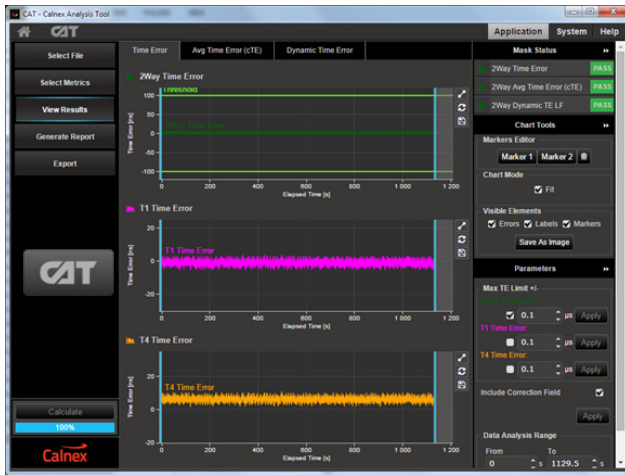 CAT - Calnex Analysis Tool
CAT
Application System Help
Select File
Select Metrics
View Results
Generate Report
Export
CAT
Calculate
100%
Calnex
Time Error Avg Time Error (cTE) Dynamic Time Error
2Way Time Error
Threshold
2Way Time Error
Time Error [ns]
100
50
0
-50
-100
0 200 400 600 800 1 000 1 200
Elapsed Time [s]
T1 Time Error
T1 Time Error
Time Error [ns]
20
0
-20
0 200 400 600 800 1 000 1 200
Elapsed Time [s]
T4 Time Error
T4 Time Error
Time Error [ns]
20
0
-20
0 200 400 600 800 1 000 1 200
Elapsed Time [s]
Mask Status
2Way Time Error PASS
2Way Avg Time Error (cTE) PASS
2Way Dynamic TE LF PASS
Chart Tools
Markers Editor
Marker 1 Marker 2
Chart Mode
Fit
Visible Elements
Errors Labels Markers
Save As Image
Parameters
Max TE Limit +/-
0.1 µs Apply
T1 Time Error:
0.1 µs Apply
T4 Time Error:
0.1 µs Apply
Include Correction Field
Apply
Data Analysis Range
From To
0 s 1129.5 s